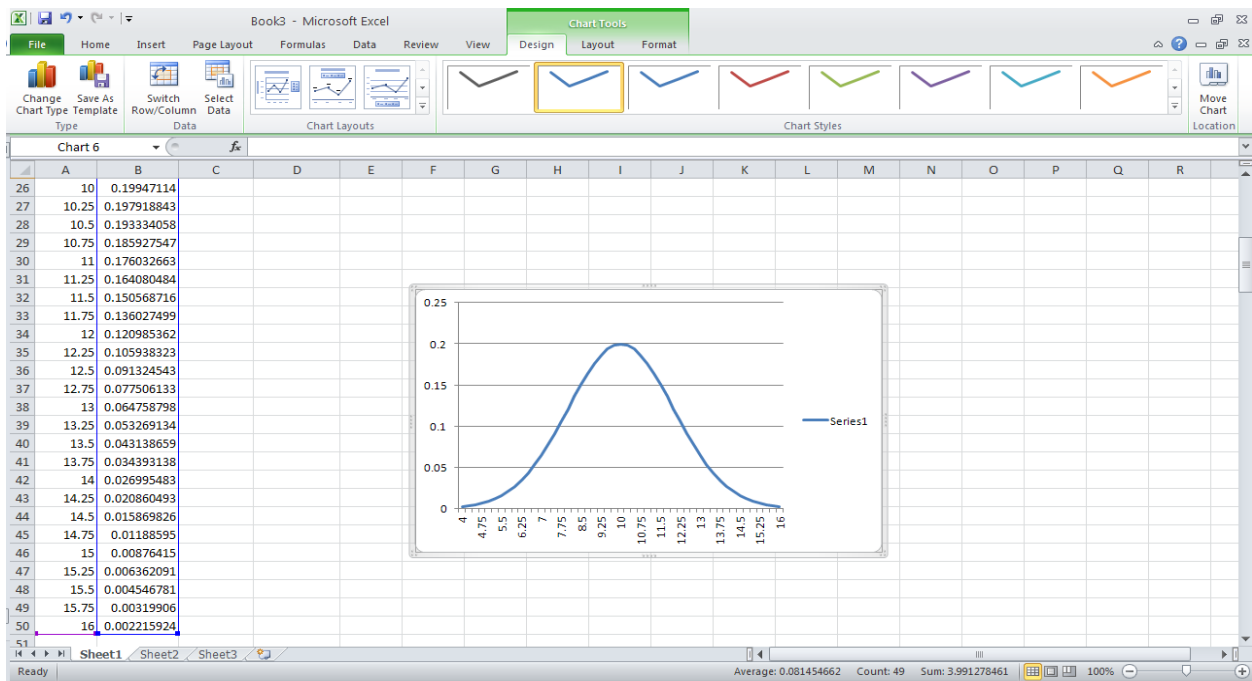 Book3 - Microsoft Excel Chart Tools
File Home Insert Page Layout Formulas Data Review View Design Layout Format
Change Chart Type Save As Template Switch Row/Column Select Data Move Chart
Type Data Chart Layouts Chart Styles Location
Chart 6 fx
A B C D E F G H I J K L M N O P Q R
26 10 0.19947114
27 10.25 0.197918843
28 10.5 0.193334058
29 10.75 0.185927547
30 11 0.176032663
31 11.25 0.164080484
32 11.5 0.150568716
33 11.75 0.136027499
34 12 0.120985362
35 12.25 0.105938323
36 12.5 0.091324543
37 12.75 0.077506133
38 13 0.064758798
39 13.25 0.053269134
40 13.5 0.043138659
41 13.75 0.034393138
42 14 0.026995483
43 14.25 0.020860493
44 14.5 0.015869826
45 14.75 0.01188595
46 15 0.00876415
47 15.25 0.006362091
48 15.5 0.004546781
49 15.75 0.00319906
50 16 0.002215924
51
0.25
0.2
0.15
0.1
0.05
0
4 4.75 5.5 6.25 7 7.75 8.5 9.25 10 10.75 11.5 12.25 13 13.75 14.5 15.25 16
Series1
Sheet1 Sheet2 Sheet3
Ready Average: 0.081454662 Count: 49 Sum: 3.991278461 100%